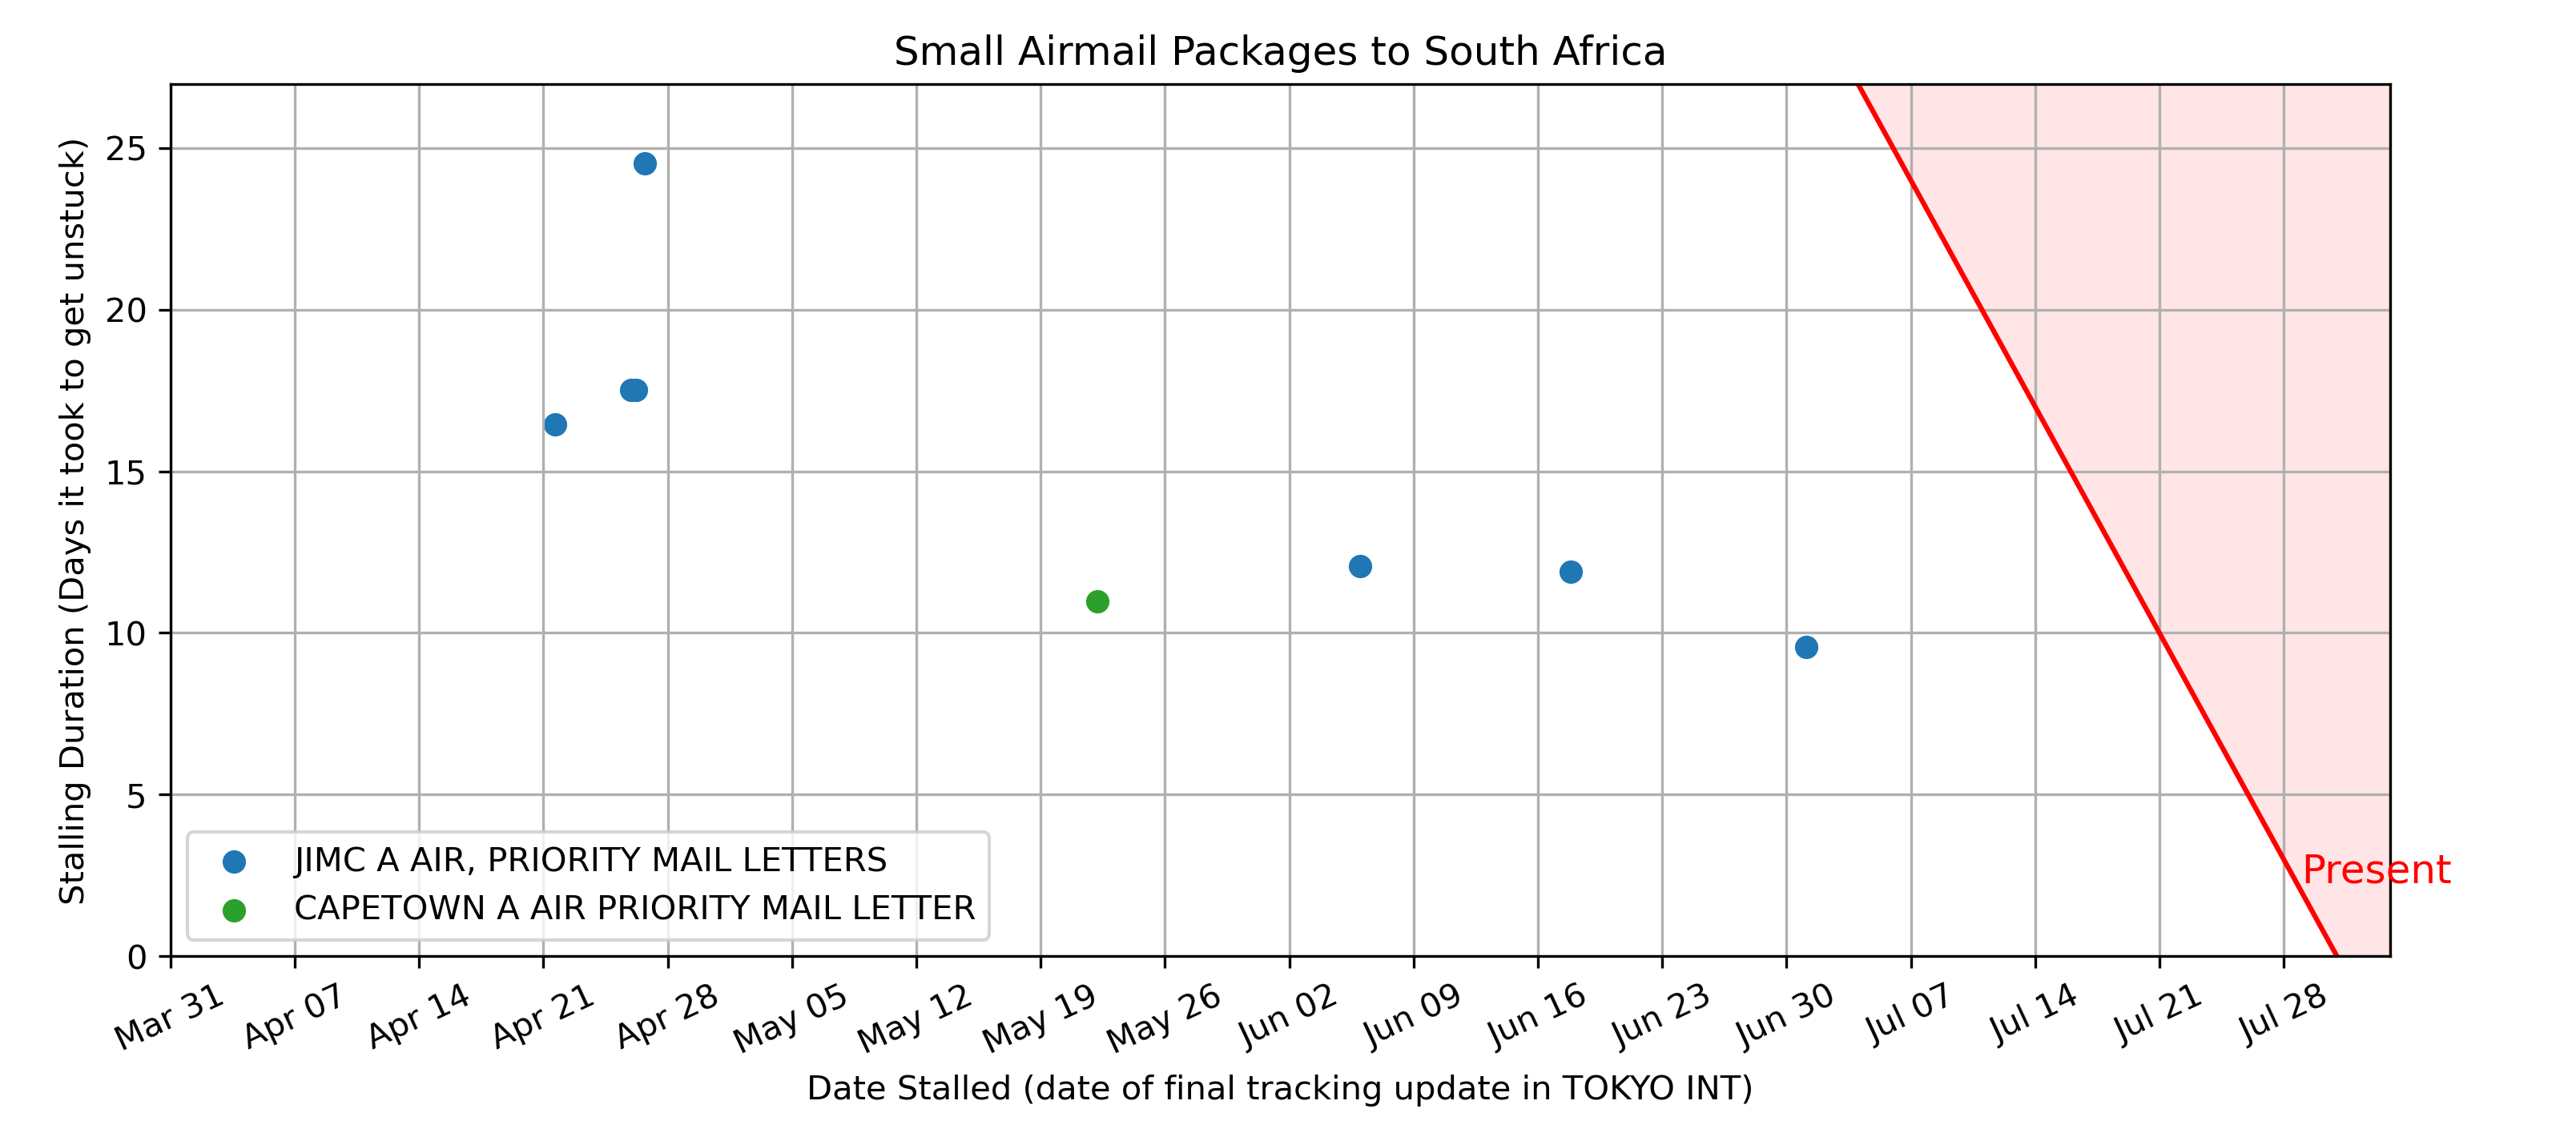 Small Airmail Packages to South Africa
Stalling Duration (Days it took to get unstuck)
25
20
15
10
5
0
JIMC A AIR, PRIORITY MAIL LETTERS
CAPETOWN A AIR PRIORITY MAIL LETTER
Present
Mar 31 Apr 07 Apr 14 Apr 21 Apr 28 May 05 May 12 May 19 May 26 Jun 02 Jun 09 Jun 16 Jun 23 Jun 30 Jul 07 Jul 14 Jul 21 Jul 28
Date Stalled (date of final tracking update in TOKYO INT)